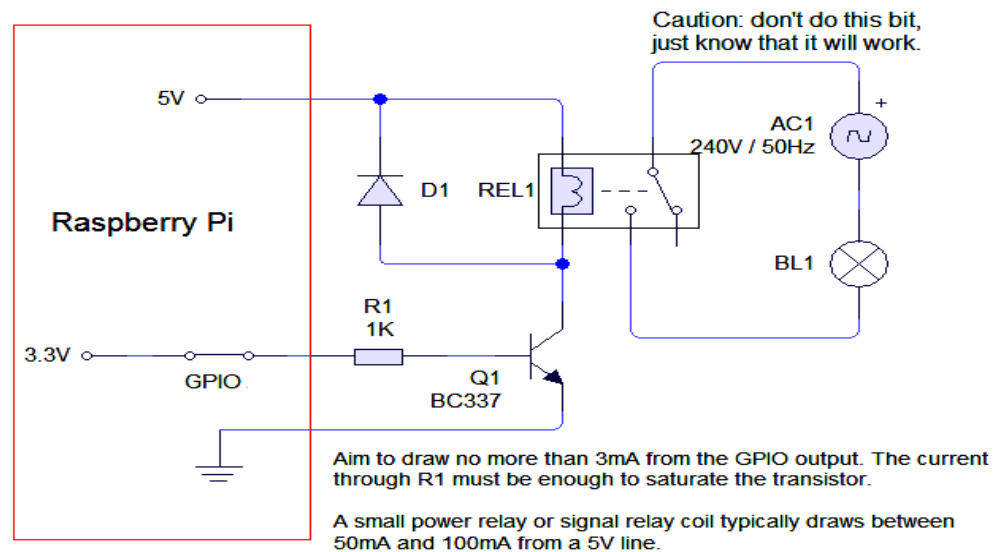 Caution: don't do this bit,
just know that it will work.
5V
AC1
240V / 50Hz
+
D1
REL1
Raspberry Pi
BL1
R1
1K
3.3V
GPIO
Q1
BC337
Aim to draw no more than 3mA from the GPIO output. The current
through R1 must be enough to saturate the transistor.
A small power relay or signal relay coil typically draws between
50mA and 100mA from a 5V line.